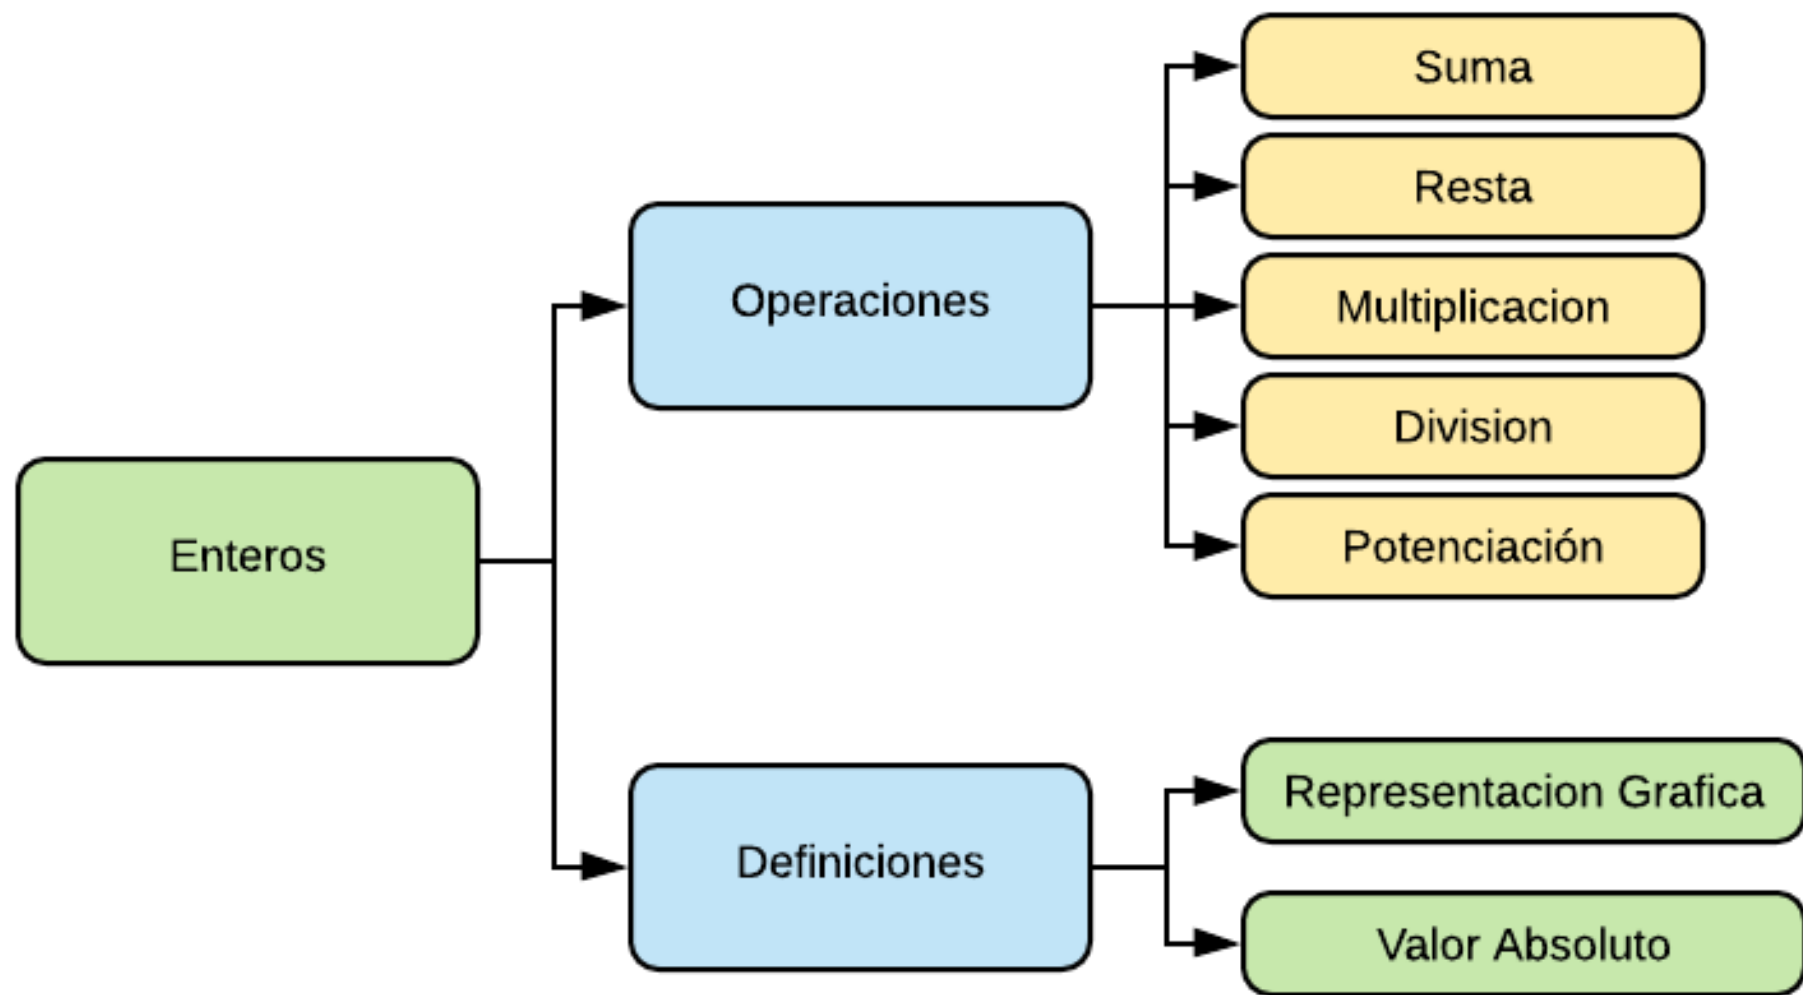 Enteros
Operaciones
Suma
Resta
Multiplicacion
Division
Potenciación
Definiciones
Representacion Grafica
Valor Absoluto